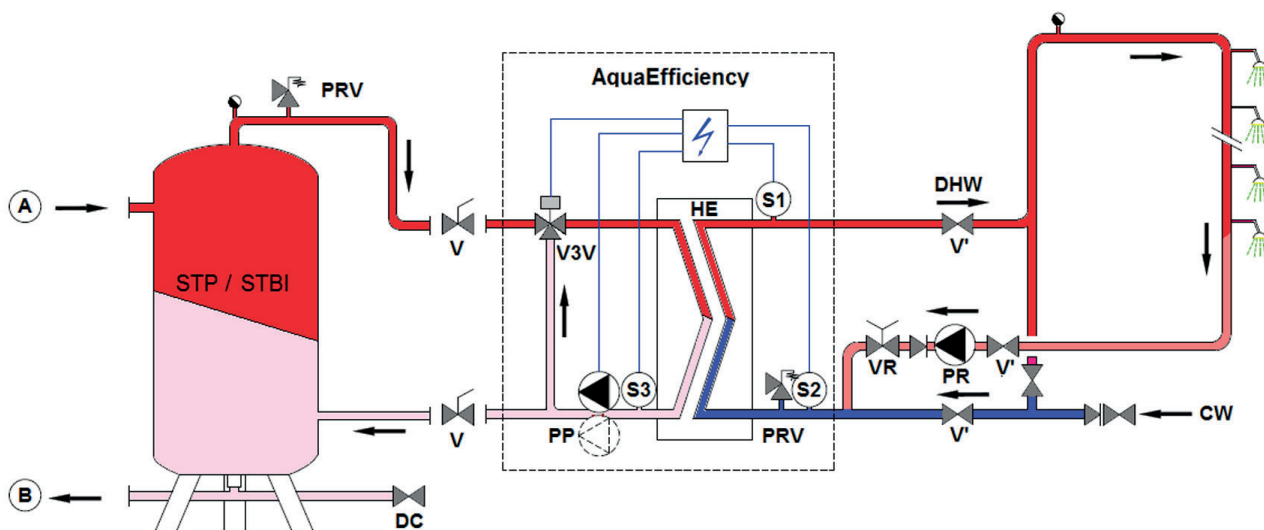 AquaEfficiency
PRV
A
DHW
S1
HE
V
V3V
V'
STP / STBI
VR
PR
V'
S3
S2
V
PP
PRV
V'
CW
B
DC